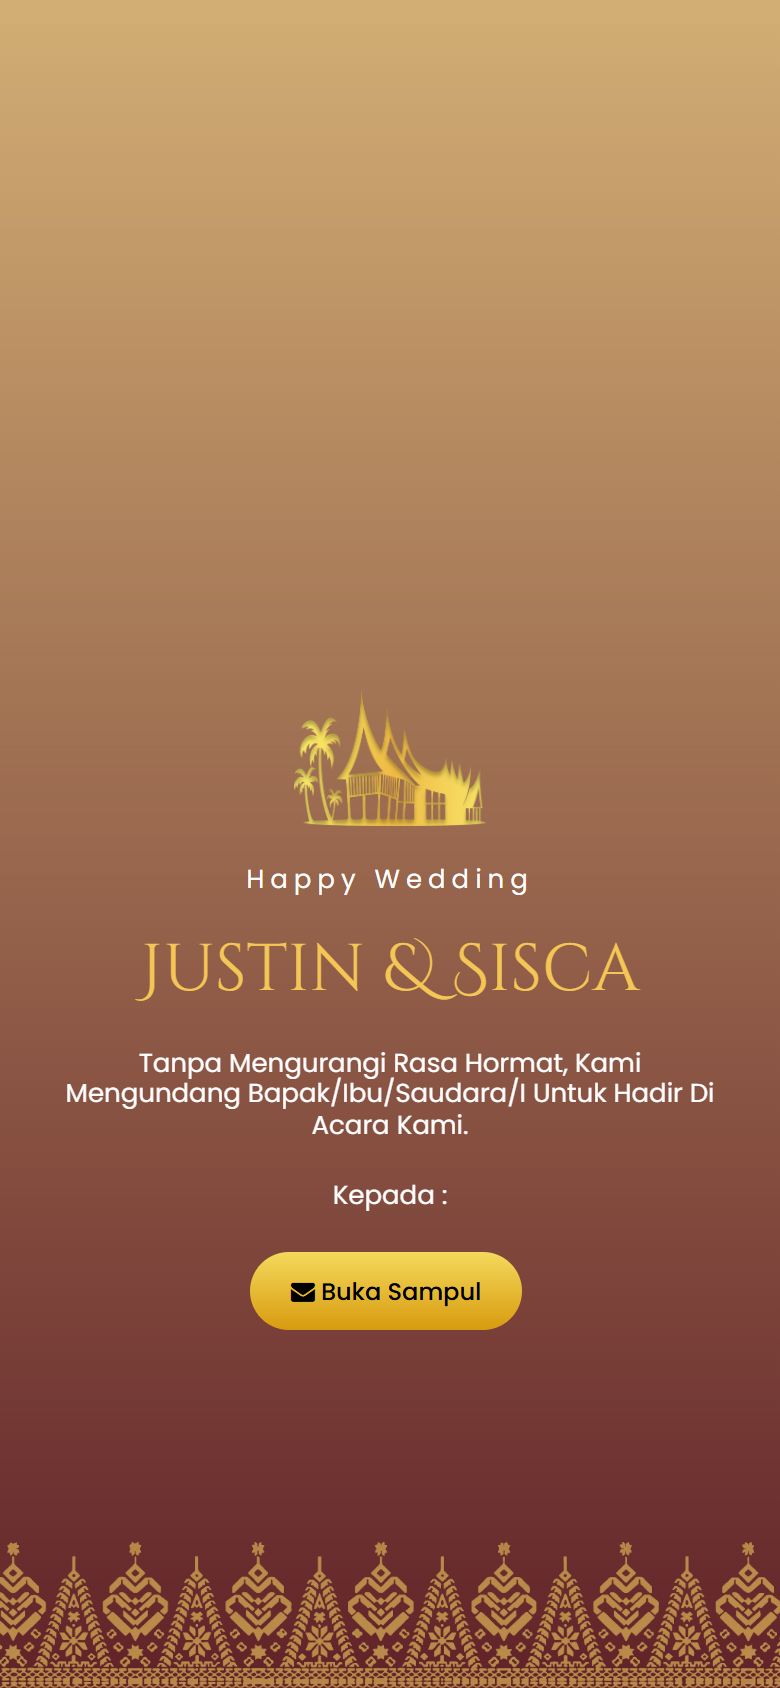 Happy Wedding
JUSTIN & SISCA
Tanpa Mengurangi Rasa Hormat, Kami
Mengundang Bapak/Ibu/Saudara/I Untuk Hadir Di
Acara Kami.
Kepada :
Buka Sampul